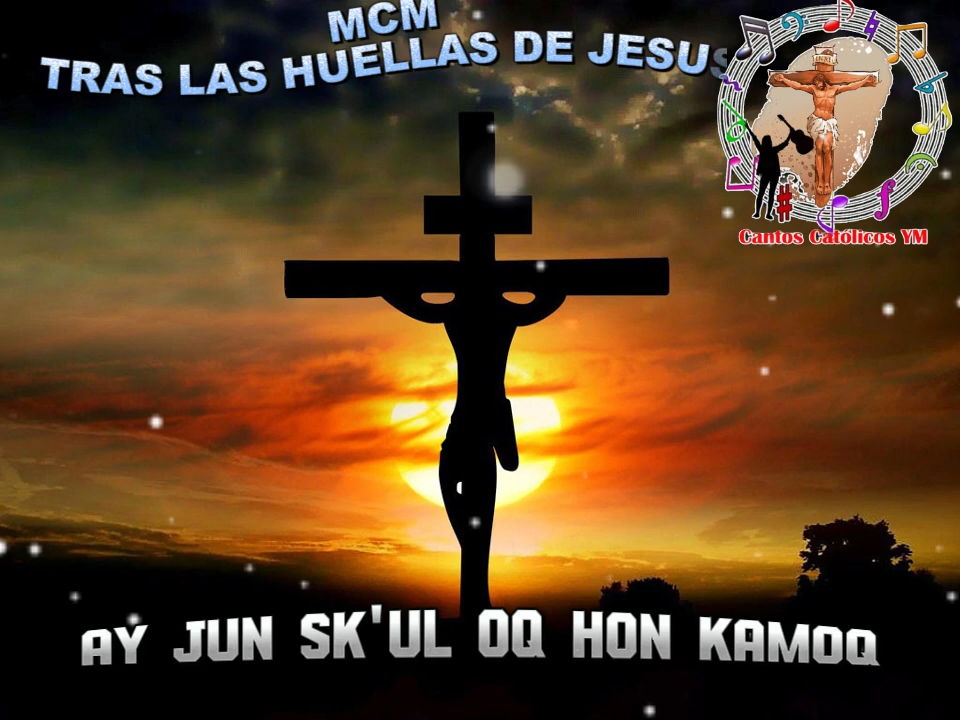 MCM
TRAS LAS HUELLAS DE JESUS
Cantos Católicos YM
AY JUN SK'UL OQ HON KAMOQ